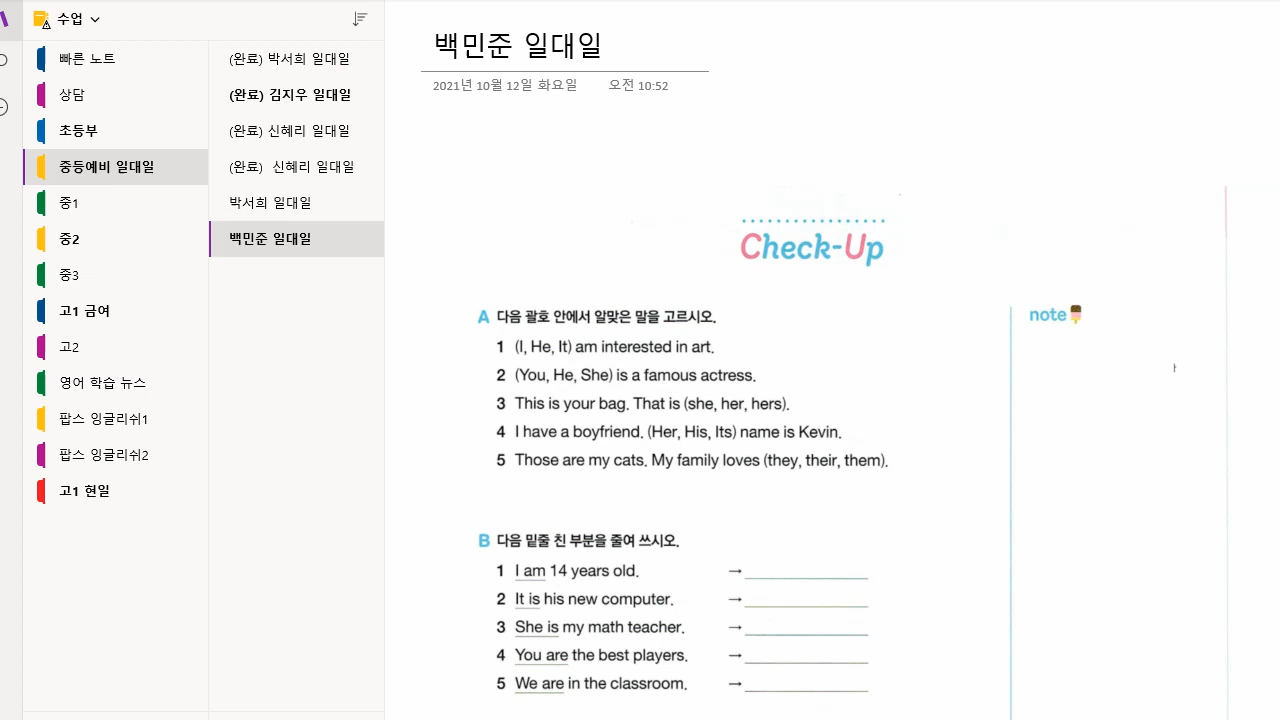 수업
빠른 노트
상담
초등부
중등예비 일대일
중1
중2
중3
고1 금여
고2
영어 학습 뉴스
팝스 잉글리쉬1
팝스 잉글리쉬2
고1 현일
(완료) 박서희 일대일
(완료) 김지우 일대일
(완료) 신혜리 일대일
(완료) 신혜리 일대일
박서희 일대일
백민준 일대일
백민준 일대일
2021년 10월 12일 화요일 오전 10:52
Check-Up
A 다음 괄호 안에서 알맞은 말을 고르시오.
1 (I, He, It) am interested in art.
2 (You, He, She) is a famous actress.
3 This is your bag. That is (she, her, hers).
4 I have a boyfriend. (Her, His, Its) name is Kevin.
5 Those are my cats. My family loves (they, their, them).
note
B 다음 밑줄 친 부분을 줄여 쓰시오.
1 I am 14 years old. →
2 It is his new computer. →
3 She is my math teacher. →
4 You are the best players. →
5 We are in the classroom. →